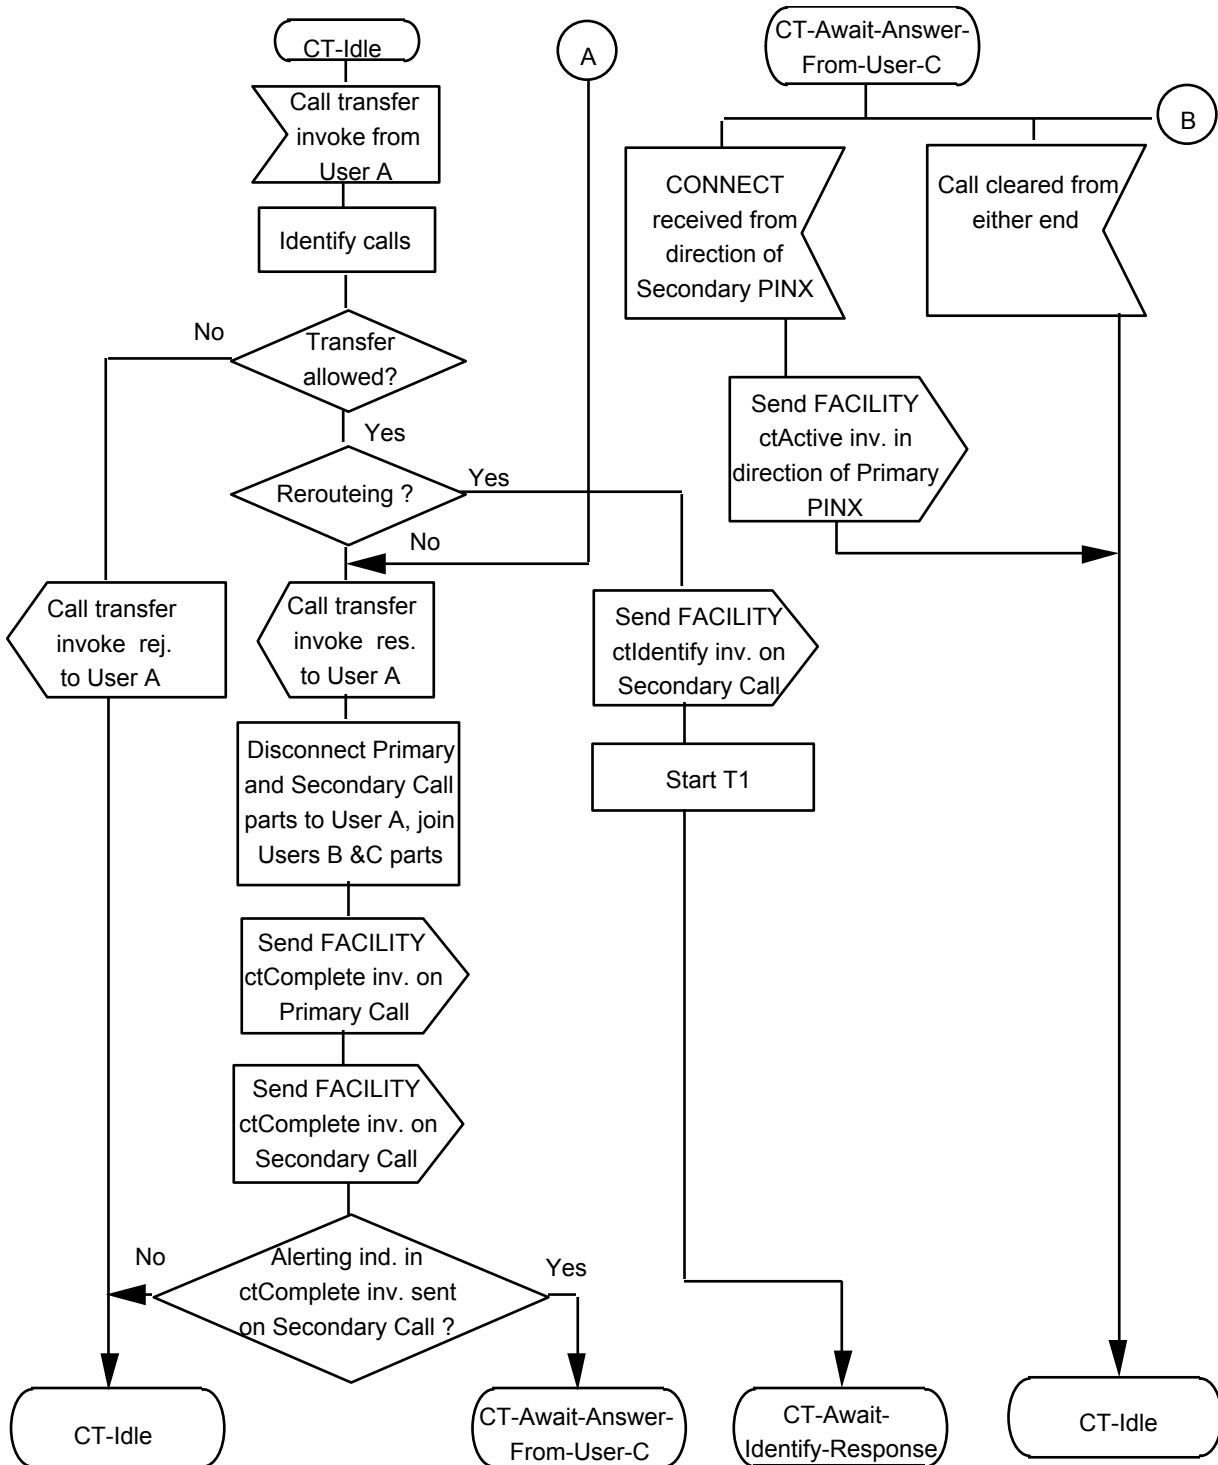 CT-Idle
Call transfer
invoke from
User A
Identify calls
No
Transfer
allowed?
Yes
Rerouteing ?
Yes
No
Call transfer
invoke rej.
to User A
Call transfer
invoke res.
to User A
Disconnect Primary
and Secondary Call
parts to User A, join
Users B &C parts
Send FACILITY
ctComplete inv. on
Primary Call
Send FACILITY
ctComplete inv. on
Secondary Call
No
Alerting ind. in
ctComplete inv. sent
on Secondary Call ?
Yes
CT-Idle
CT-Await-Answer-
From-User-C
A
Send FACILITY
ctIdentify inv. on
Secondary Call
Start T1
CT-Await-
Identify-Response
CT-Await-Answer-
From-User-C
B
CONNECT
received from
direction of
Secondary PINX
Call cleared from
either end
Send FACILITY
ctActive inv. in
direction of Primary
PINX
CT-Idle